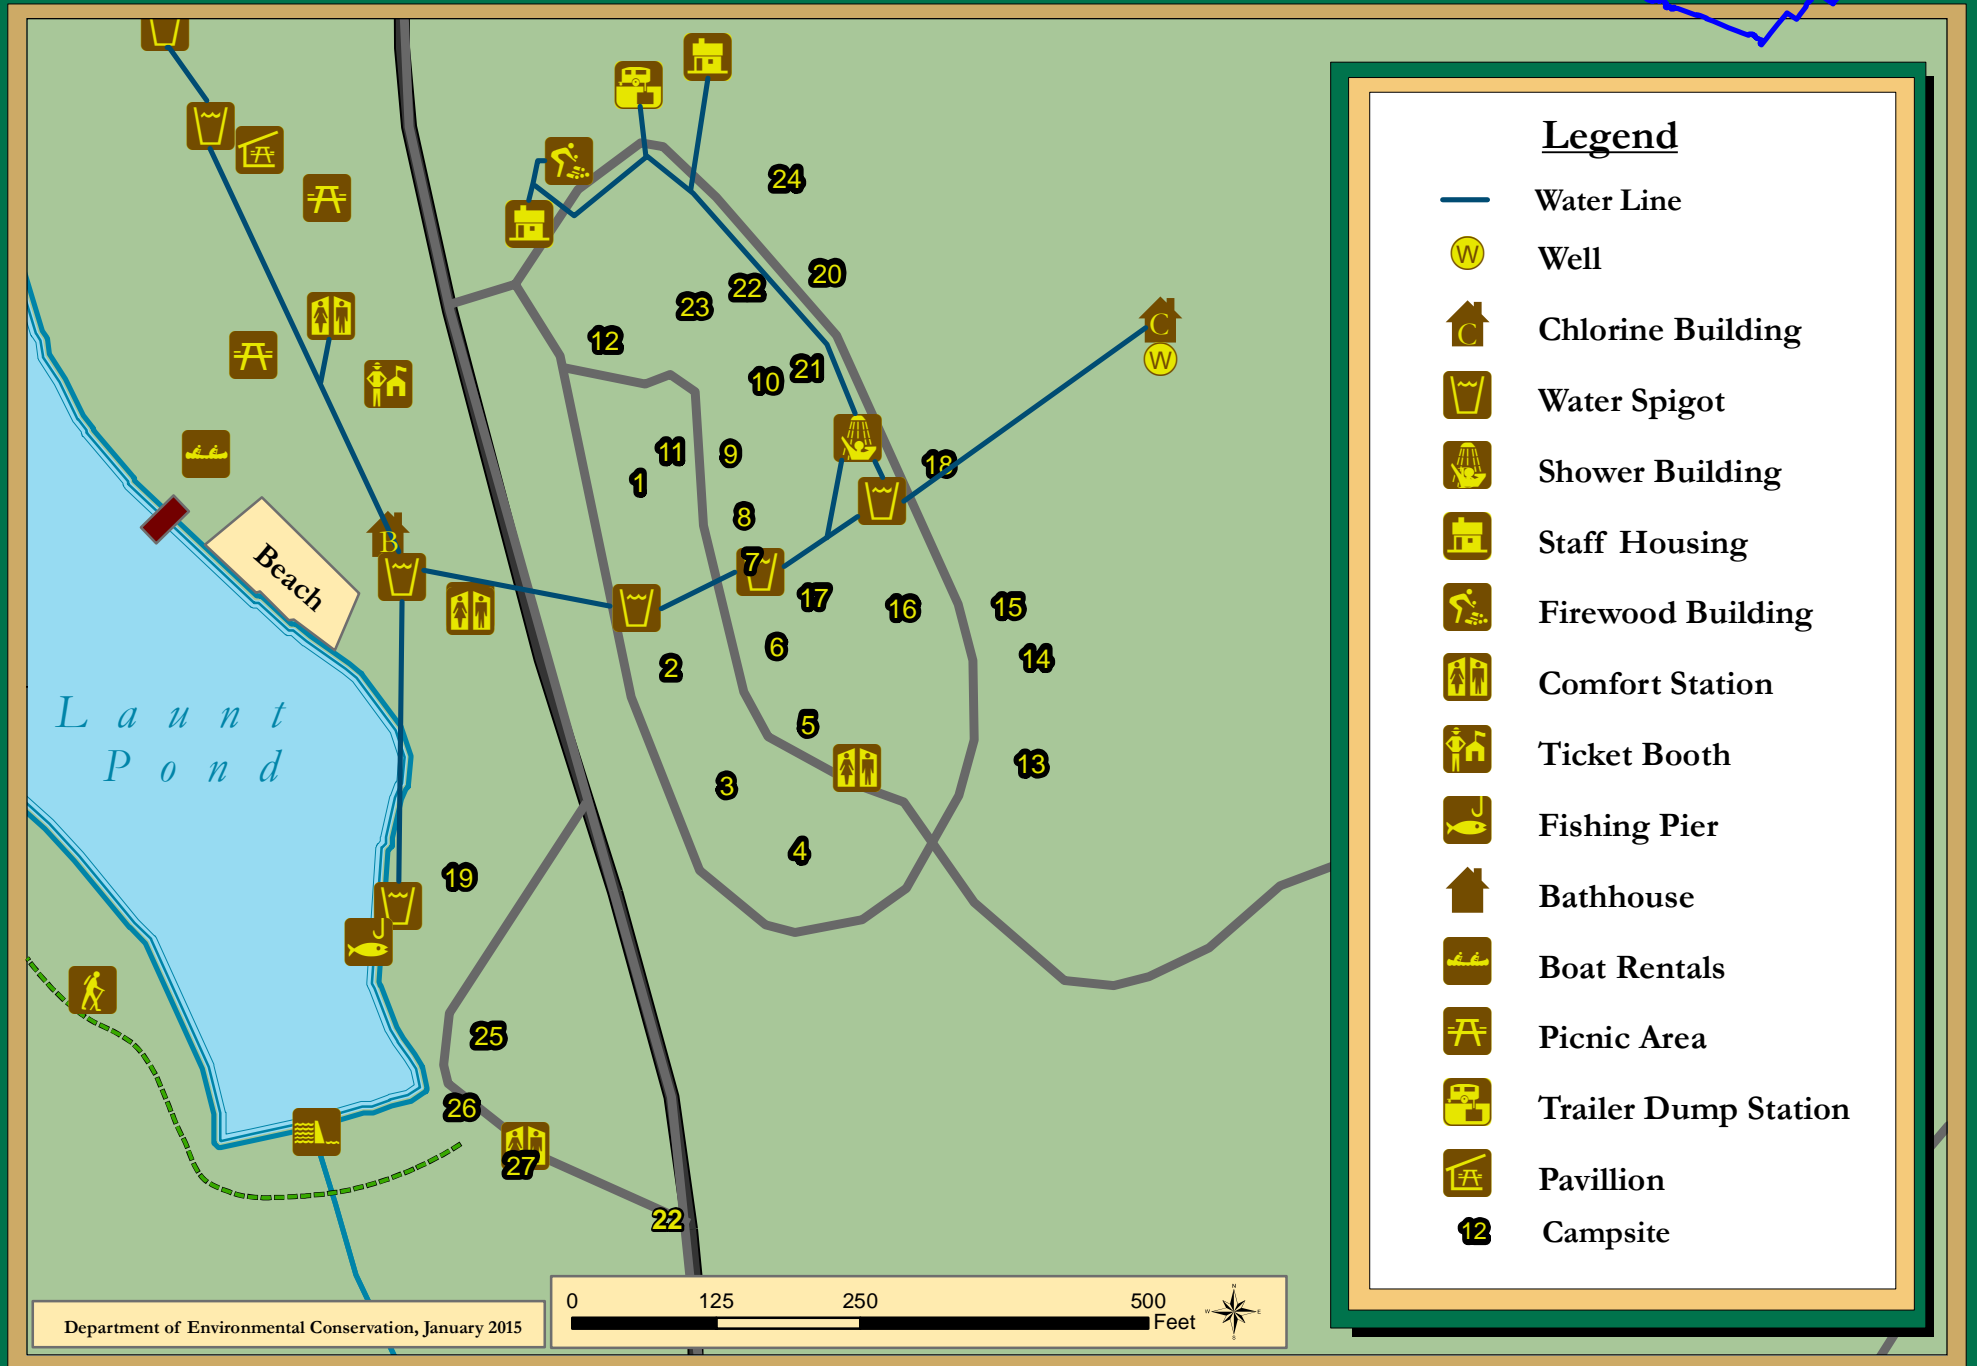 24
20
22
23
12
21
10
C
W
11
9
18
1
8
B
7
Beach
17
16
15
6
14
2
Launt
Pond
5
13
3
4
19
25
26
27
22
Department of Environmental Conservation, January 2015
0 125 250 500
Feet
N
W E
S
Legend
Water Line
W Well
C Chlorine Building
Water Spigot
Shower Building
Staff Housing
Firewood Building
Comfort Station
Ticket Booth
Fishing Pier
Bathhouse
Boat Rentals
Picnic Area
Trailer Dump Station
Pavillion
12 Campsite